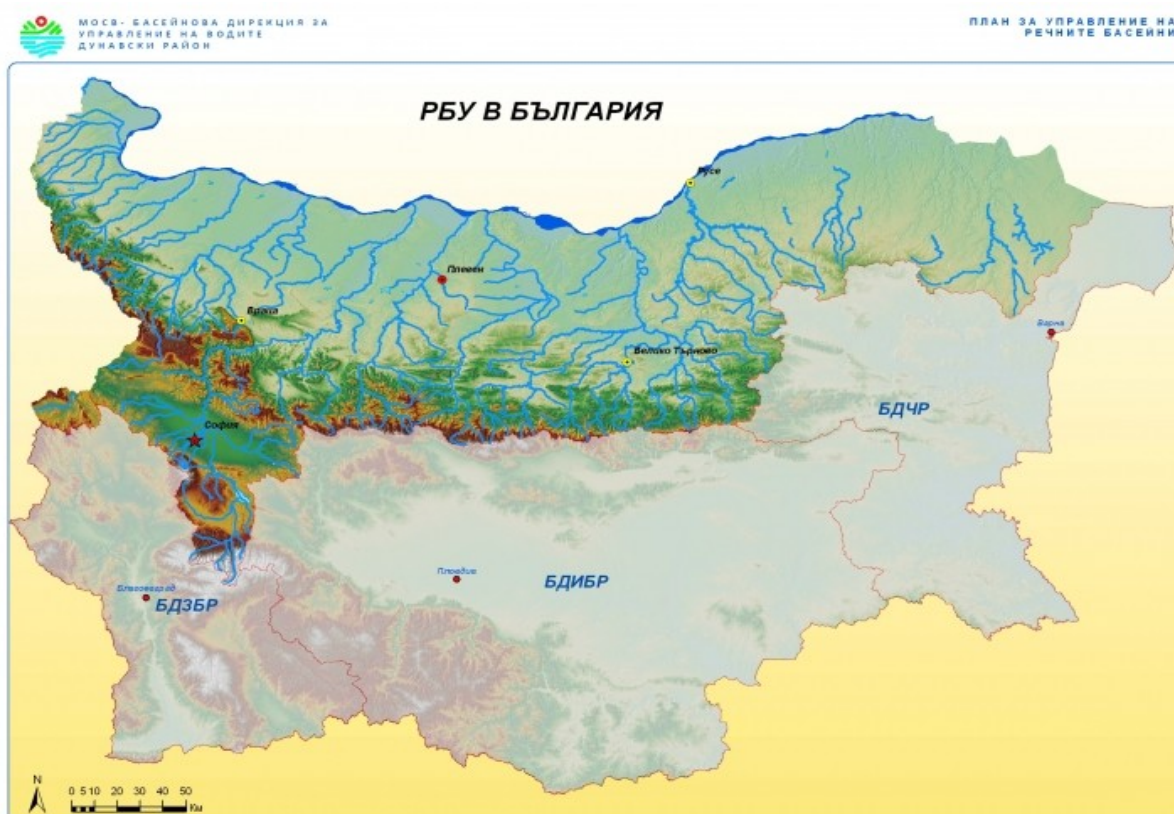 МОСВ- БАСЕЙНОВА ДИРЕКЦИЯ ЗА
УПРАВЛЕНИЕ НА ВОДИТЕ
ДУНАВСКИ РАЙОН
ПЛАН ЗА УПРАВЛЕНИЕ НА
РЕЧНИТЕ БАСЕЙНИ
РБУ В БЪЛГАРИЯ
Русе
Плевен
Враца
Варна
Велико Търново
БДЧР
София
Пловдив
БДИБР
Благоевград
БДЗБР
N
0 5 10 20 30 40 50
Км